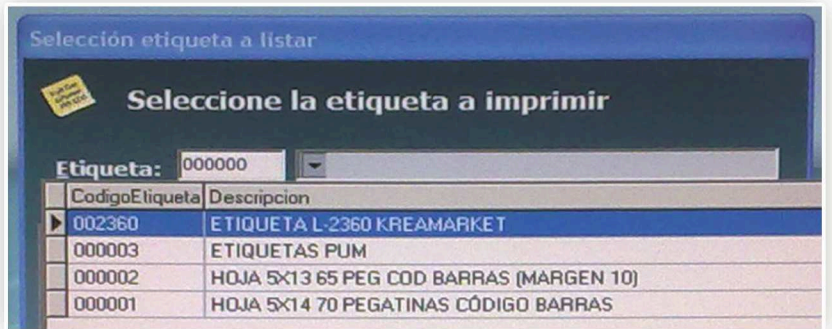 Selección etiqueta a listar
Seleccione la etiqueta a imprimir
Etiqueta: 000000
CodigoEtiqueta Descripcion
002360 ETIQUETA L-2360 KREAMARKET
000003 ETIQUETAS PUM
000002 HOJA 5X13 65 PEG COD BARRAS (MARGEN 10)
000001 HOJA 5X14 70 PEGATINAS CÓDIGO BARRAS